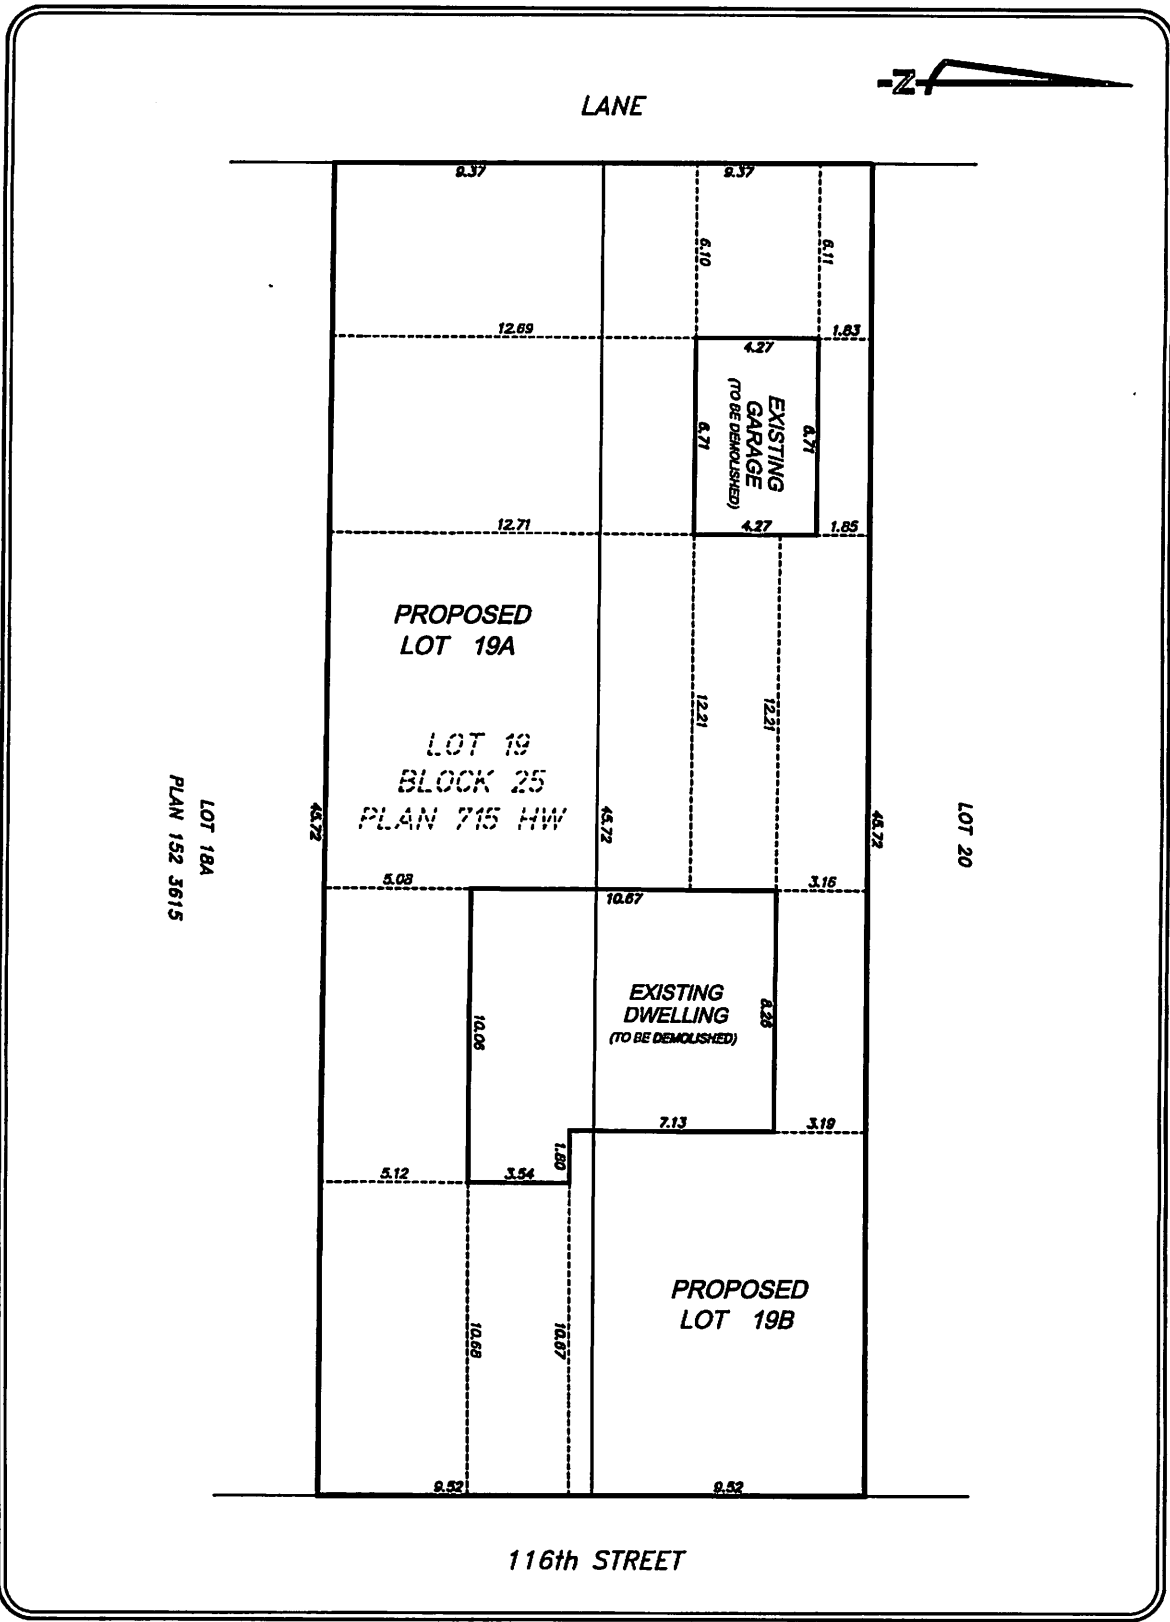 N
LANE
9.37
9.37
6.10
6.11
12.69
1.83
4.27
EXISTING
GARAGE
(TO BE DEMOLISHED)
6.71
6.71
12.71
4.27
1.85
PROPOSED
LOT 19A
12.21
12.21
LOT 19
BLOCK 25
PLAN 715 HW
45.72
45.72
45.72
LOT 18A
PLAN 152 3615
LOT 20
5.08
10.67
3.16
EXISTING
DWELLING
(TO BE DEMOLISHED)
10.06
8.26
7.13
3.19
1.80
5.12
3.54
PROPOSED
LOT 19B
10.68
10.67
9.52
9.52
116th STREET